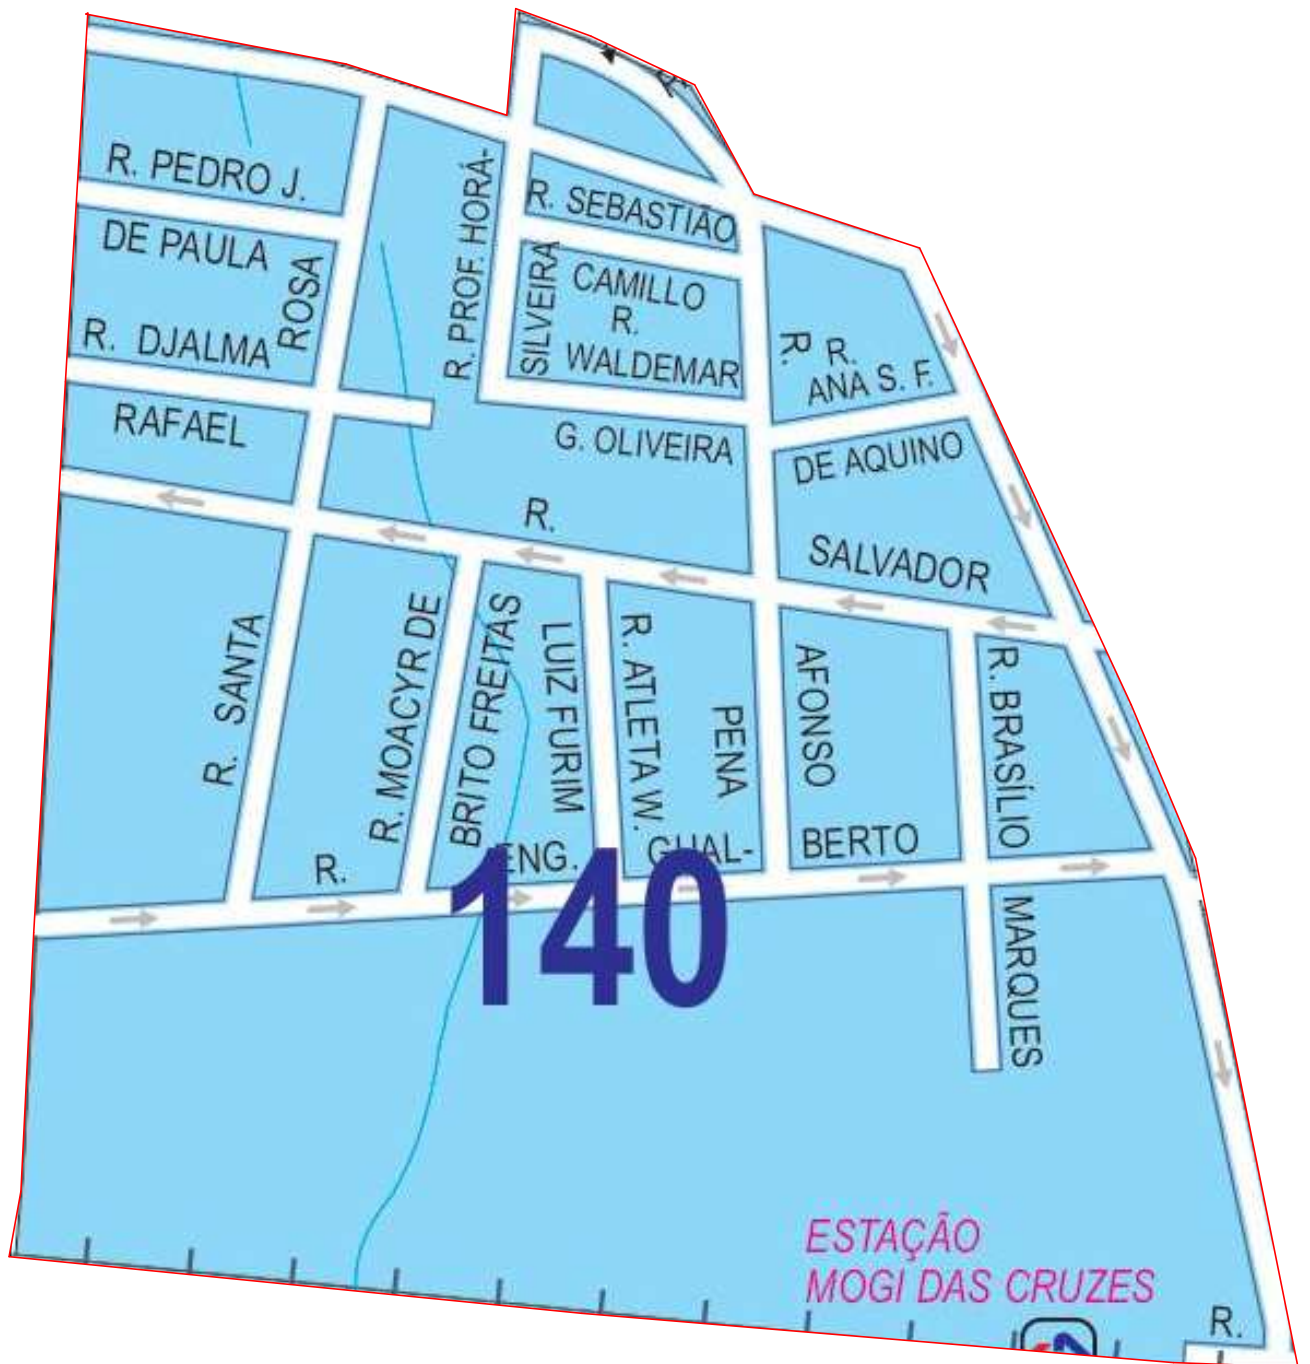 R.
R. PEDRO J.
DE PAULA
R. PROF. HORÁ-
R. SEBASTIÃO
SILVEIRA
CAMILLO
R.
WALDEMAR
G. OLIVEIRA
ROSA
R. DJALMA
RAFAEL
R.
R.
ANA S. F.
DE AQUINO
R.
SALVADOR
R. SANTA
R. MOACYR DE
BRITO FREITAS
LUIZ FURIM
R. ATLETA W.
PENA
AFONSO
R. BRASÍLIO
MARQUES
R.
ENG.
GUAL-
BERTO
140
ESTAÇÃO
MOGI DAS CRUZES
R.